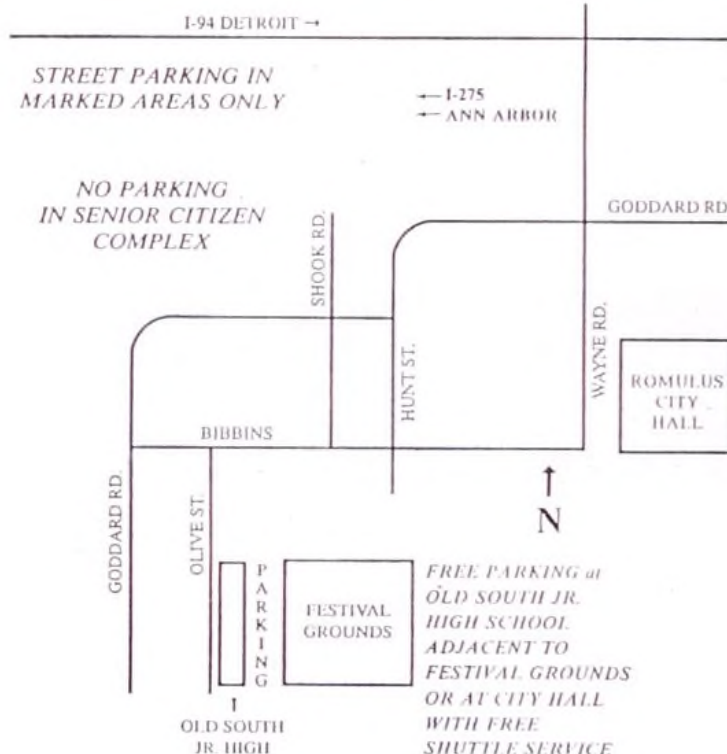 I-94 DETROIT →
STREET PARKING IN
MARKED AREAS ONLY
← I-275
← ANN ARBOR
NO PARKING
IN SENIOR CITIZEN
COMPLEX
GODDARD RD
SHOOK RD.
HUNT ST.
WAYNE RD.
ROMULUS
CITY
HALL
BIBBINS
GODDARD RD.
OLIVE ST.
↑
N
PARKING
FESTIVAL
GROUNDS
FREE PARKING at
OLD SOUTH JR.
HIGH SCHOOL
ADJACENT TO
FESTIVAL GROUNDS
OR AT CITY HALL
WITH FREE
SHUTTLE SERVICE
↑
OLD SOUTH
JR. HIGH